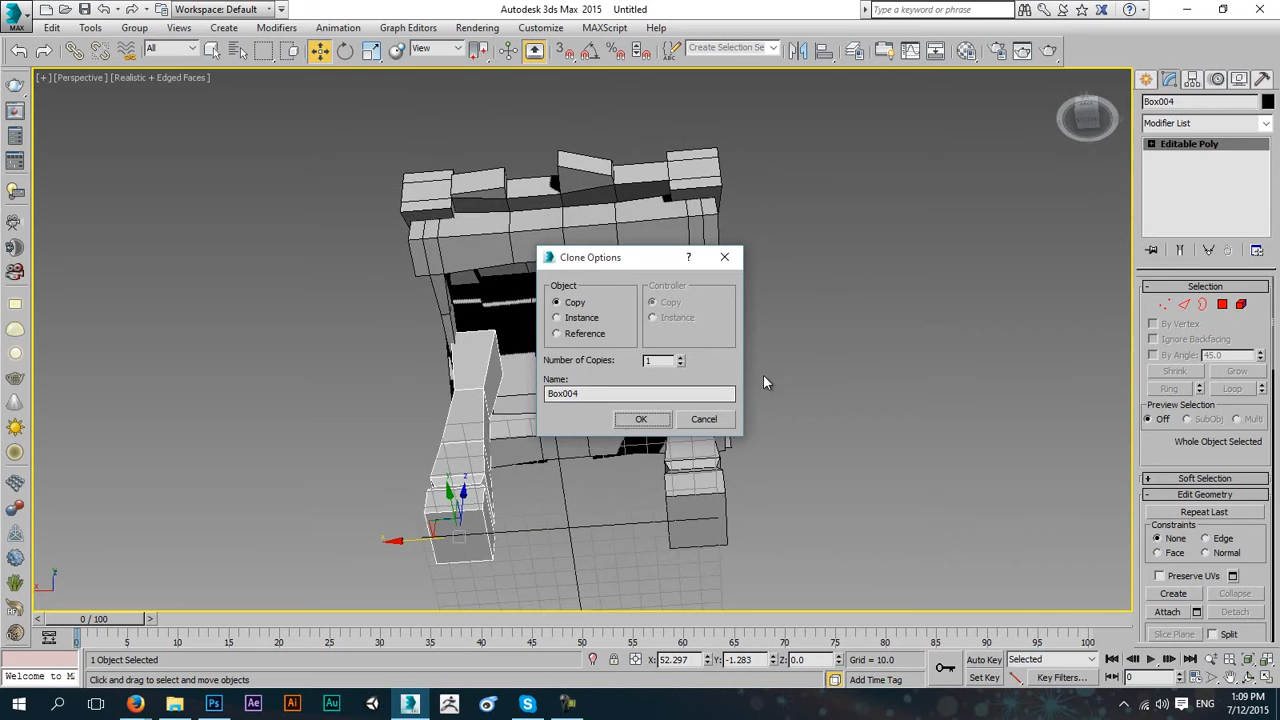 MAX
Workspace: Default
Autodesk 3ds Max 2015 Untitled
Type a keyword or phrase
Edit Tools Group Views Create Modifiers Animation Graph Editors Rendering Customize MAXScript Help
All
View
Create Selection Se
[+] [Perspective] [Realistic + Edged Faces]
Box004
Modifier List
Editable Poly
Clone Options
Object
Copy
Instance
Reference
Controller
Copy
Instance
Number of Copies: 1
Name:
Box004
OK Cancel
Selection
By Vertex
Ignore Backfacing
By Angle: 45.0
Shrink Grow
Ring Loop
Preview Selection
Off SubObj Multi
Whole Object Selected
Soft Selection
Edit Geometry
Repeat Last
Constraints
None Edge
Face Normal
Preserve UVs
Create Collapse
Attach Detach
Slice Plane Split
0 / 100
0 5 10 15 20 25 30 35 40 45 50 55 60 65 70 75 80 85 90 95 100
1 Object Selected X: 52.297 Y: -1.283 Z: 0.0 Grid = 10.0 Auto Key Selected
Welcome to M Click and drag to select and move objects Add Time Tag Set Key Key Filters... 0
1:09 PM
7/12/2015